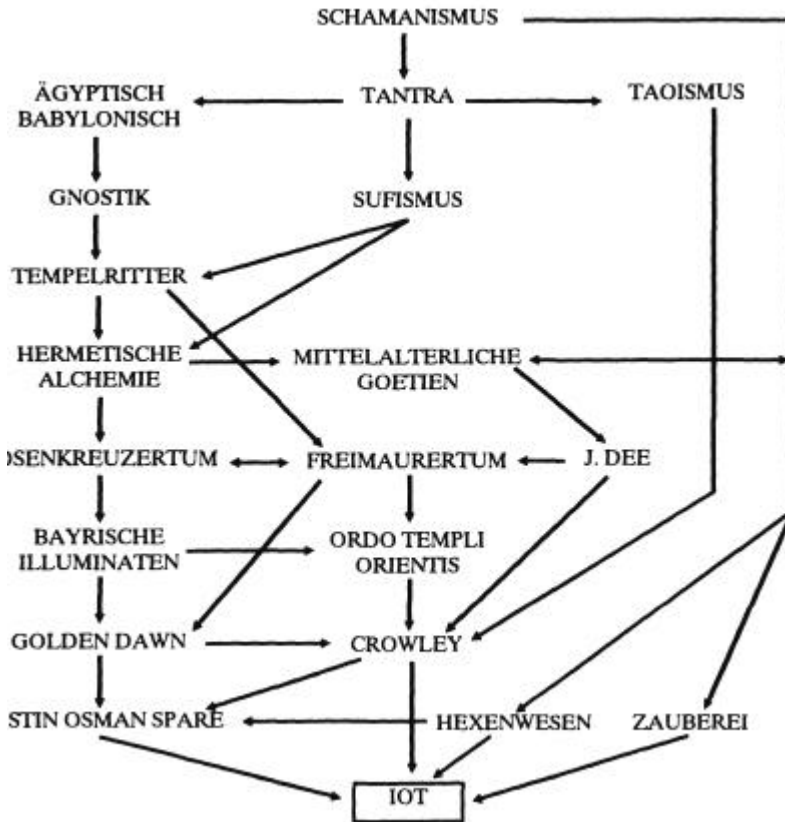 SCHAMANISMUS
ÄGYPTISCH
BABYLONISCH
TANTRA
TAOISMUS
GNOSTIK
SUFISMUS
TEMPELRITTER
HERMETISCHE
ALCHEMIE
MITTELALTERLICHE
GOETIEN
OSENKREUZERTUM
FREIMAURERTUM
J. DEE
BAYRISCHE
ILLUMINATEN
ORDO TEMPLI
ORIENTIS
GOLDEN DAWN
CROWLEY
STIN OSMAN SPARE
HEXENWESEN
ZAUBEREI
IOT